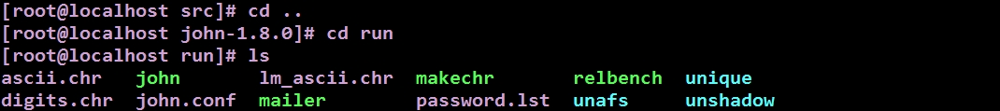 [root@localhost src]# cd ..
[root@localhost john-1.8.0]# cd run
[root@localhost run]# ls
ascii.chr john lm_ascii.chr makechr relbench unique
digits.chr john.conf mailer password.lst unafs unshadow